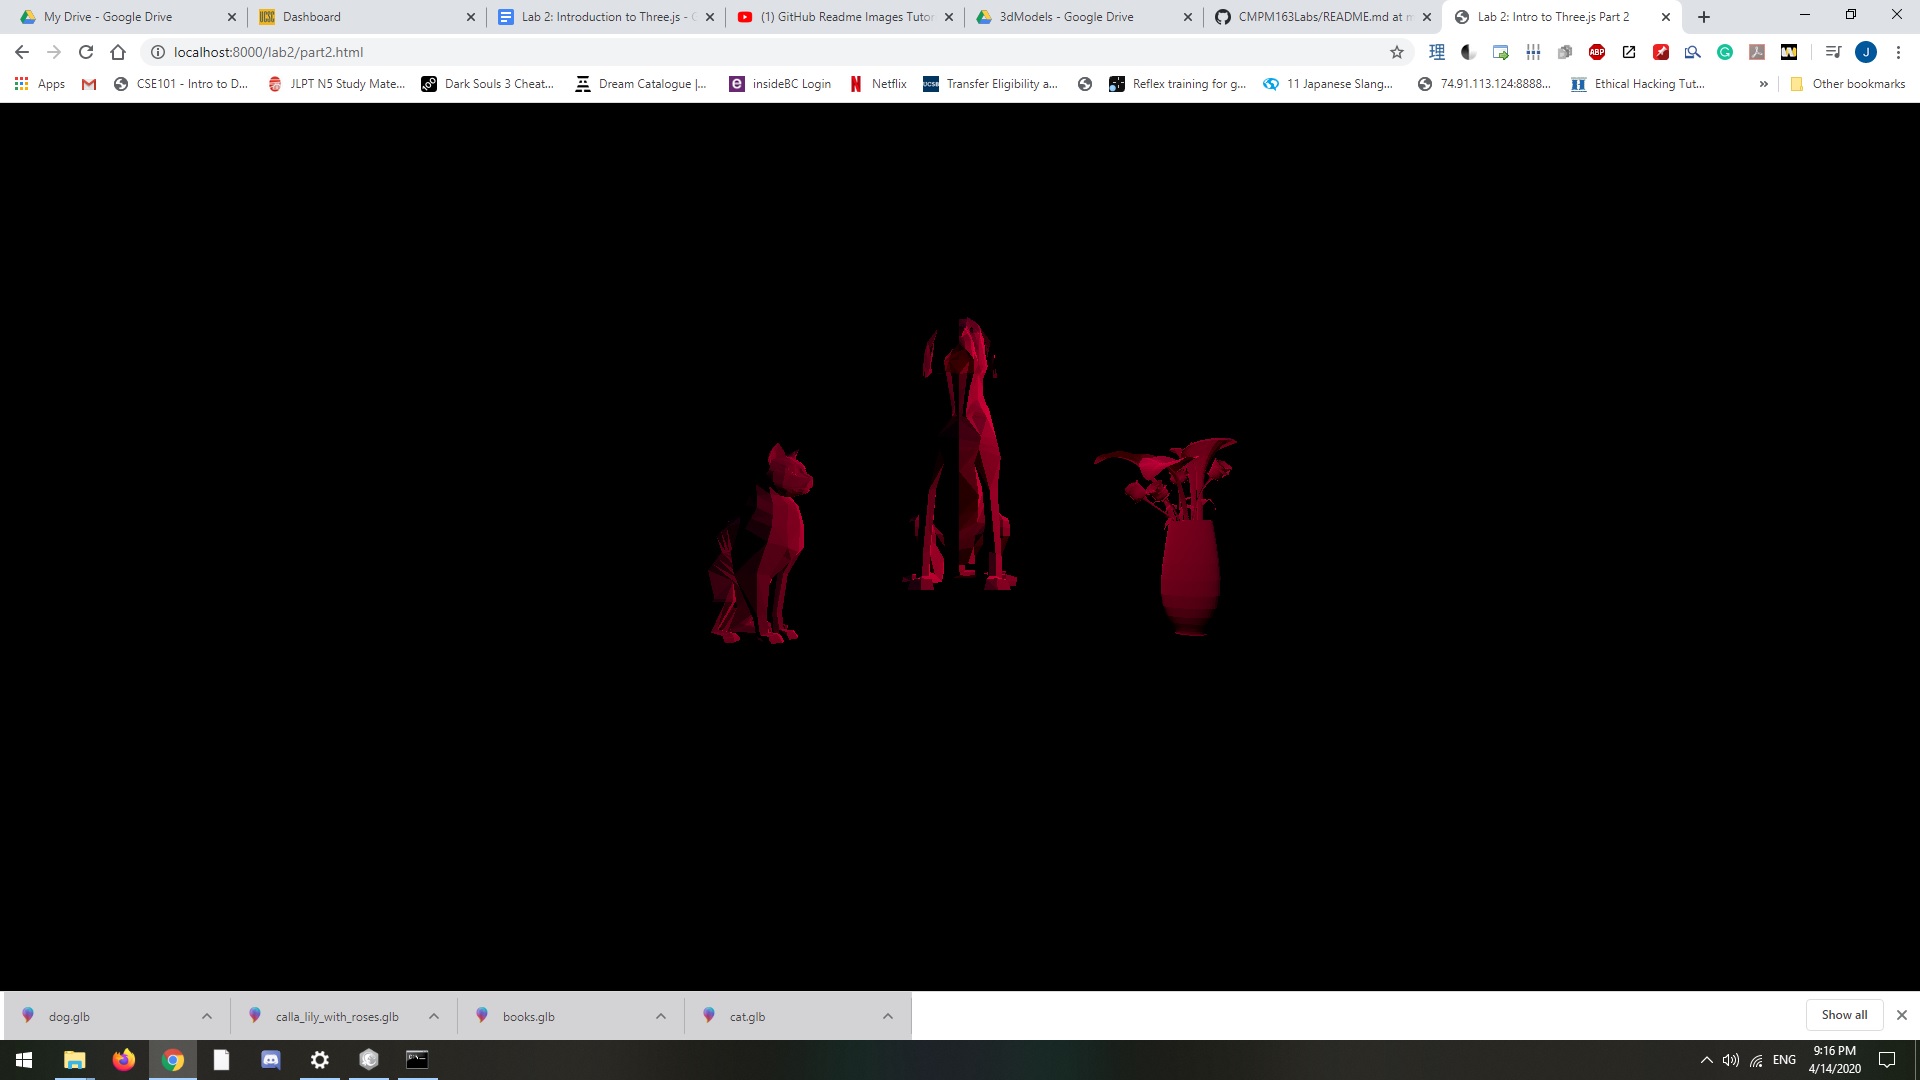 My Drive - Google Drive
UCSC
Dashboard
Lab 2: Introduction to Three.js - C
(1) GitHub Readme Images Tutor
3dModels - Google Drive
CMPM163Labs/README.md at m
Lab 2: Intro to Three.js Part 2
localhost:8000/lab2/part2.html
理
ABP
G
W
J
Apps
CSE101 - Intro to D...
JLPT N5 Study Mate...
Dark Souls 3 Cheat...
Dream Catalogue |...
e
insideBC Login
N
Netflix
UCSC
Transfer Eligibility a...
Reflex training for g...
11 Japanese Slang...
74.91.113.124:8888...
Ethical Hacking Tut...
»
Other bookmarks
dog.glb
calla_lily_with_roses.glb
books.glb
cat.glb
Show all
ENG
9:16 PM
4/14/2020